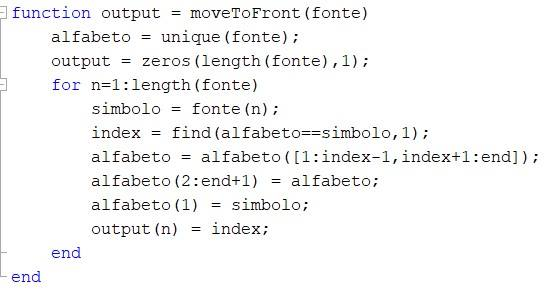 function output = moveToFront(fonte)
    alfabeto = unique(fonte);
    output = zeros(length(fonte),1);
    for n=1:length(fonte)
        simbolo = fonte(n);
        index = find(alfabeto==simbolo,1);
        alfabeto = alfabeto([1:index-1,index+1:end]);
        alfabeto(2:end+1) = alfabeto;
        alfabeto(1) = simbolo;
        output(n) = index;
    end
end